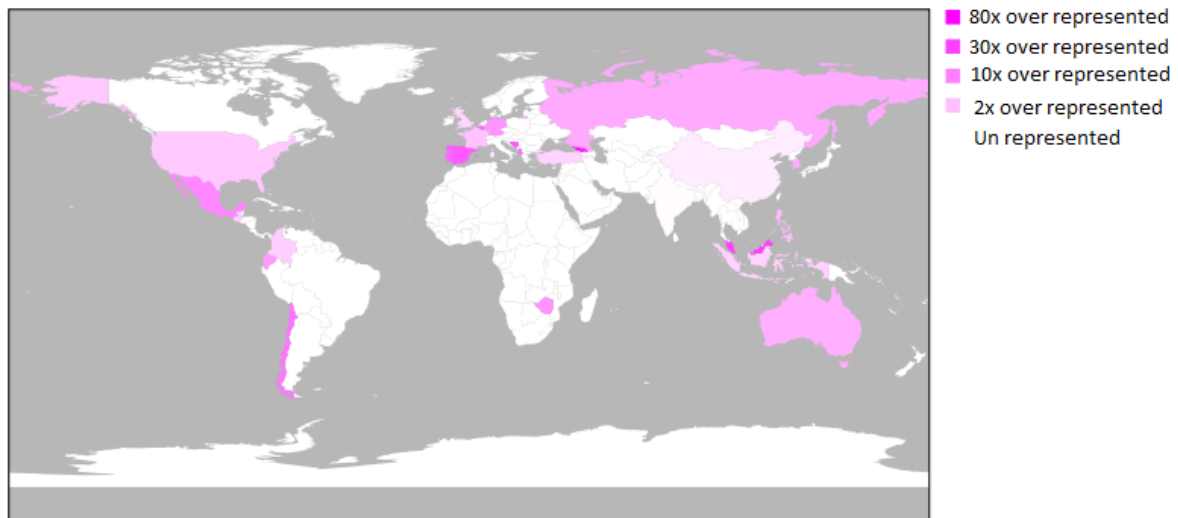 80x over represented
30x over represented
10x over represented
2x over represented
Un represented